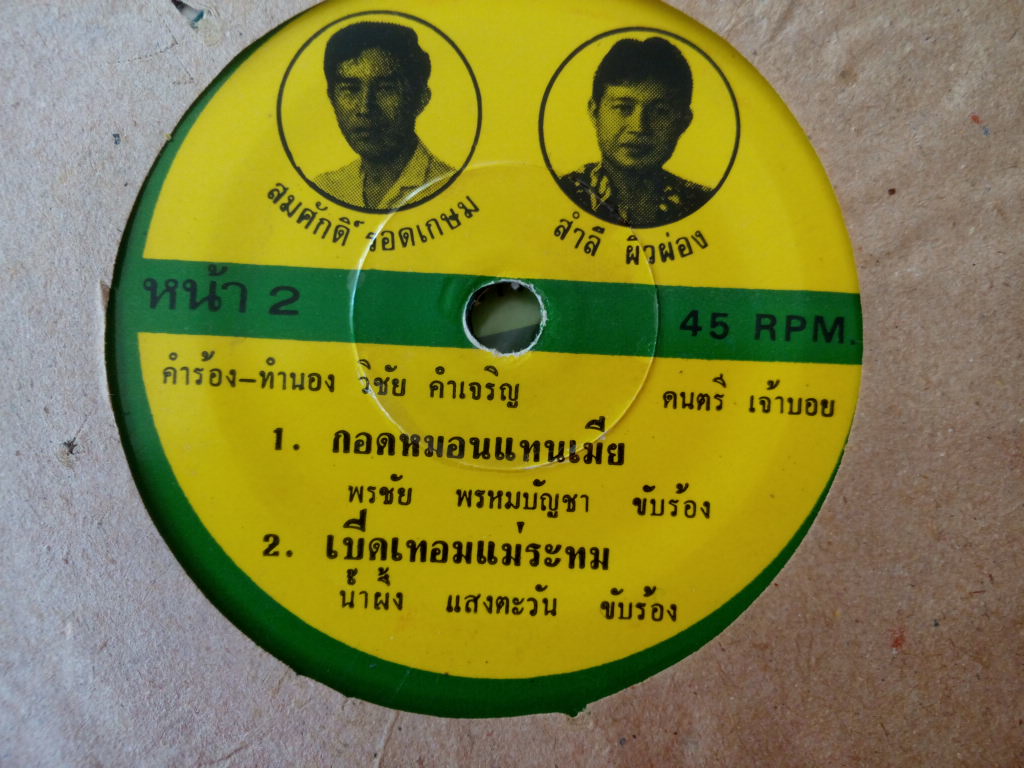 สมศักดิ์ รอดเกษม
สำลี ผิวผ่อง
หน้า 2
45 RPM.
คำร้อง-ทำนอง วิชัย คำเจริญ
ดนตรี เจ้าบอย
1. กอดหมอนแทนเมีย
พรชัย พรหมบัญชา ขับร้อง
2. เปิดเทอมแม่ระทม
น้ำผึ้ง แสงตะวัน ขับร้อง